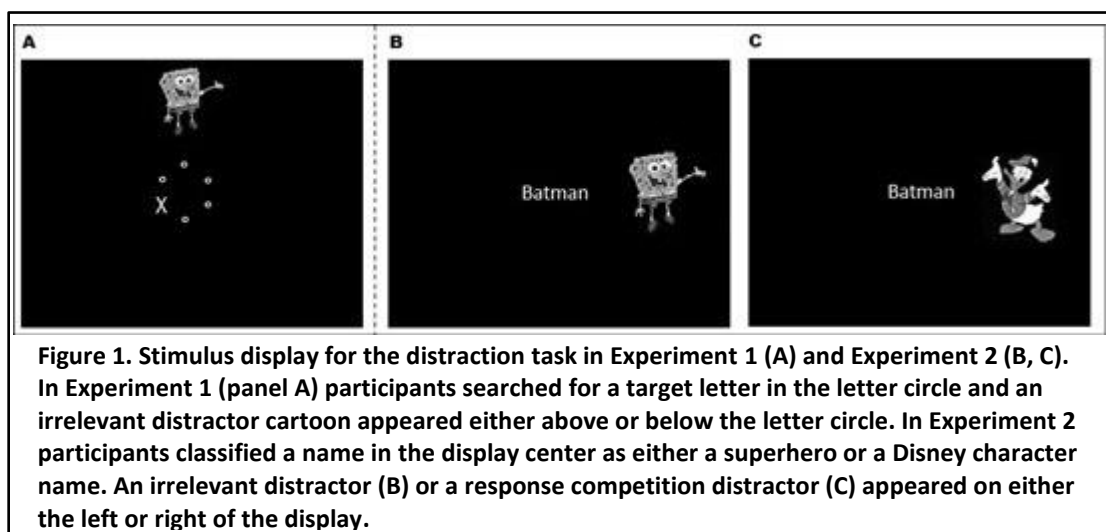 A
B
C
X
Batman
Batman
Figure 1. Stimulus display for the distraction task in Experiment 1 (A) and Experiment 2 (B, C).
In Experiment 1 (panel A) participants searched for a target letter in the letter circle and an
irrelevant distractor cartoon appeared either above or below the letter circle. In Experiment 2
participants classified a name in the display center as either a superhero or a Disney character
name. An irrelevant distractor (B) or a response competition distractor (C) appeared on either
the left or right of the display.